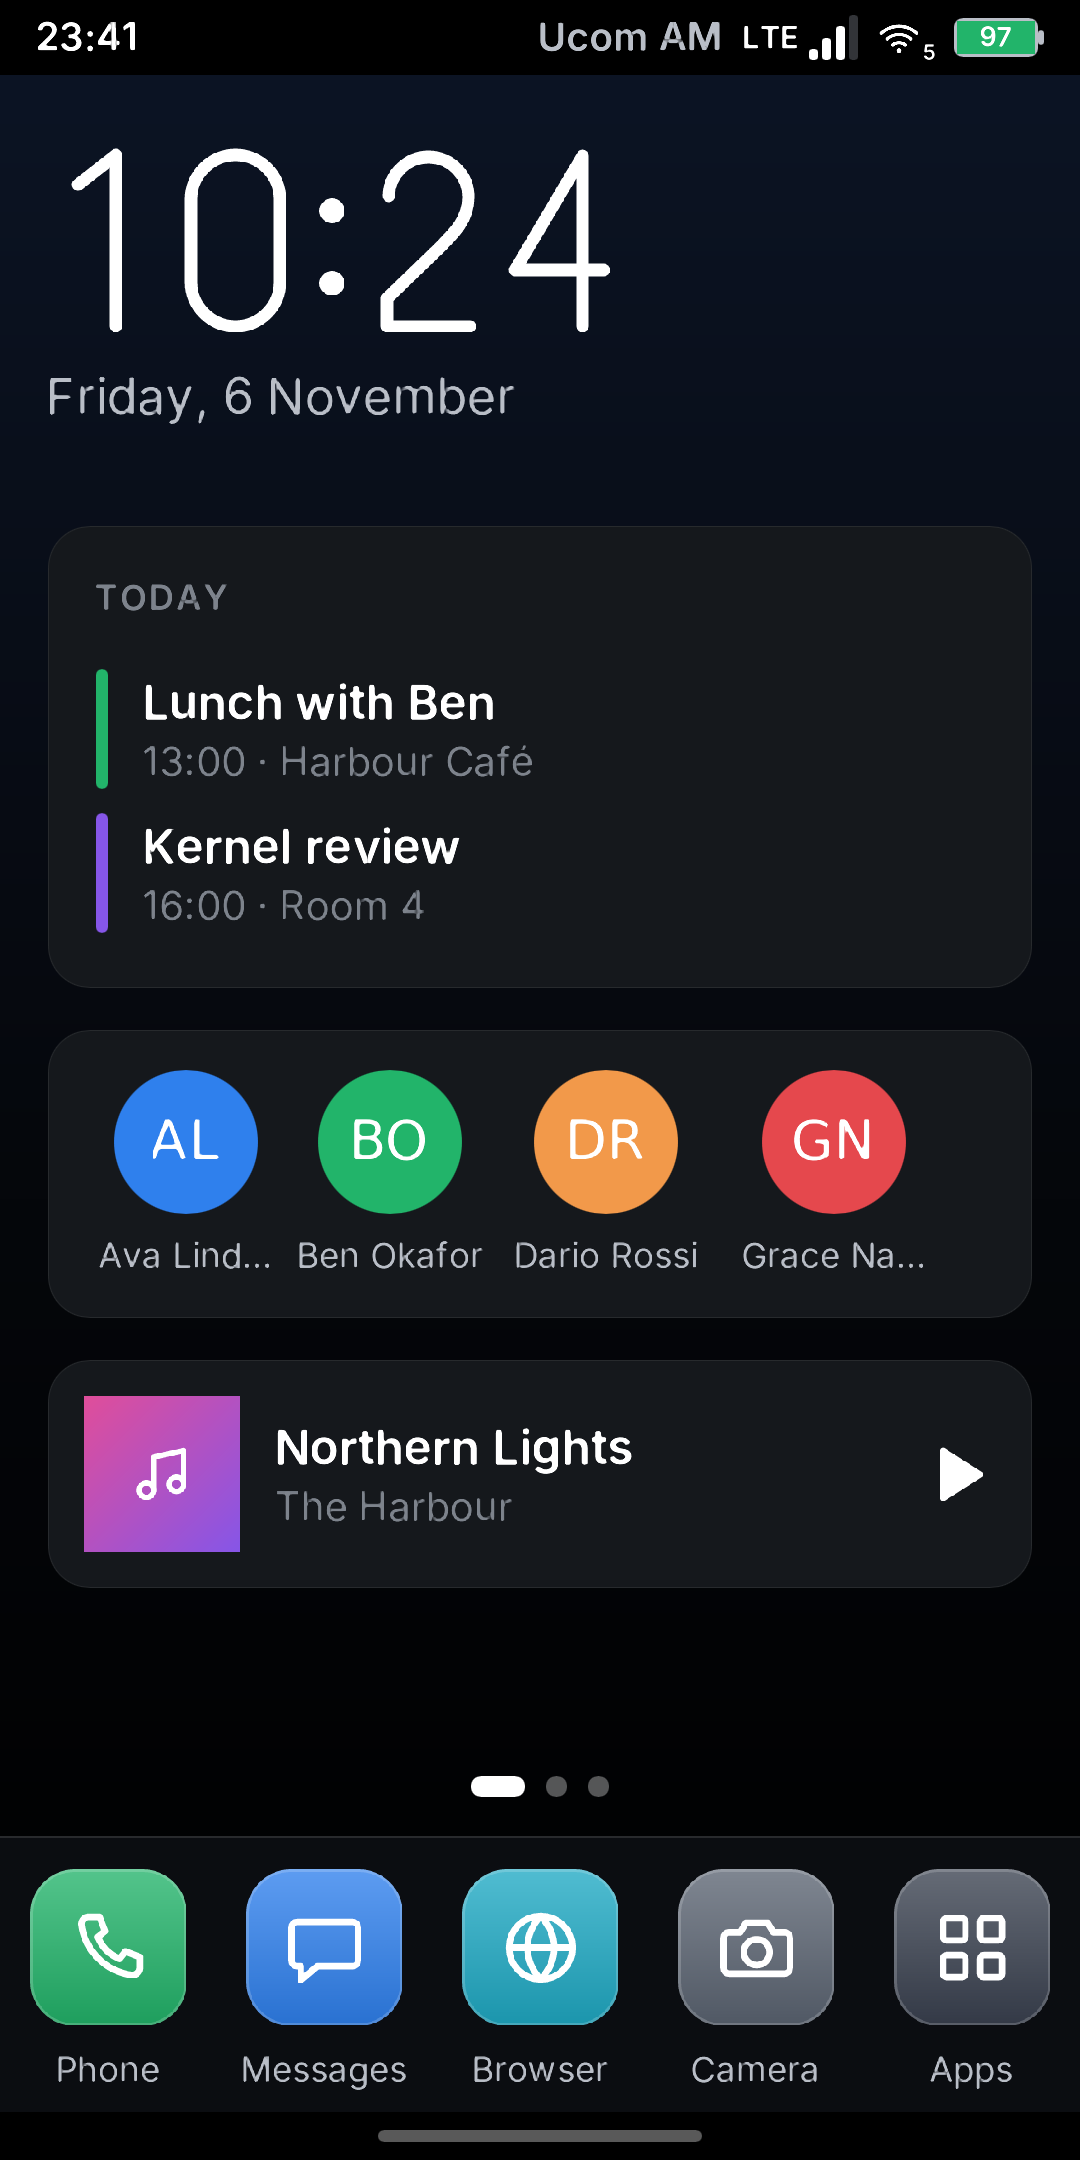 23:41 Ucom AM LTE 5 97
10:24
Friday, 6 November
TODAY
Lunch with Ben
13:00 · Harbour Café
Kernel review
16:00 · Room 4
AL BO DR GN
Ava Lind... Ben Okafor Dario Rossi Grace Na...
Northern Lights
The Harbour
Phone Messages Browser Camera Apps